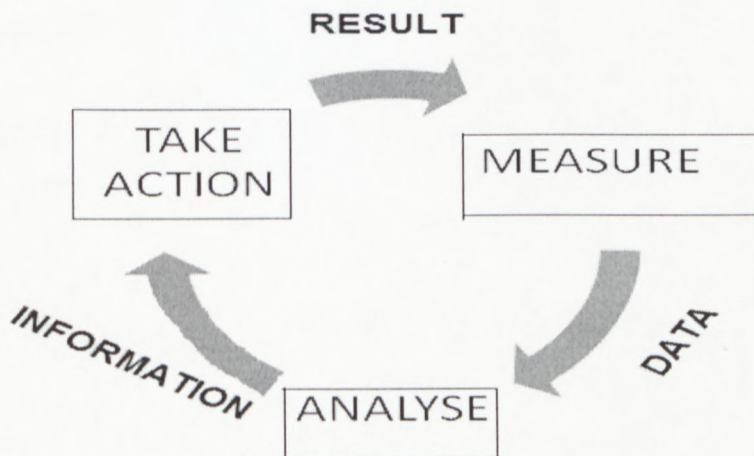 RESULT
TAKE
ACTION
MEASURE
INFORMATION
DATA
ANALYSE